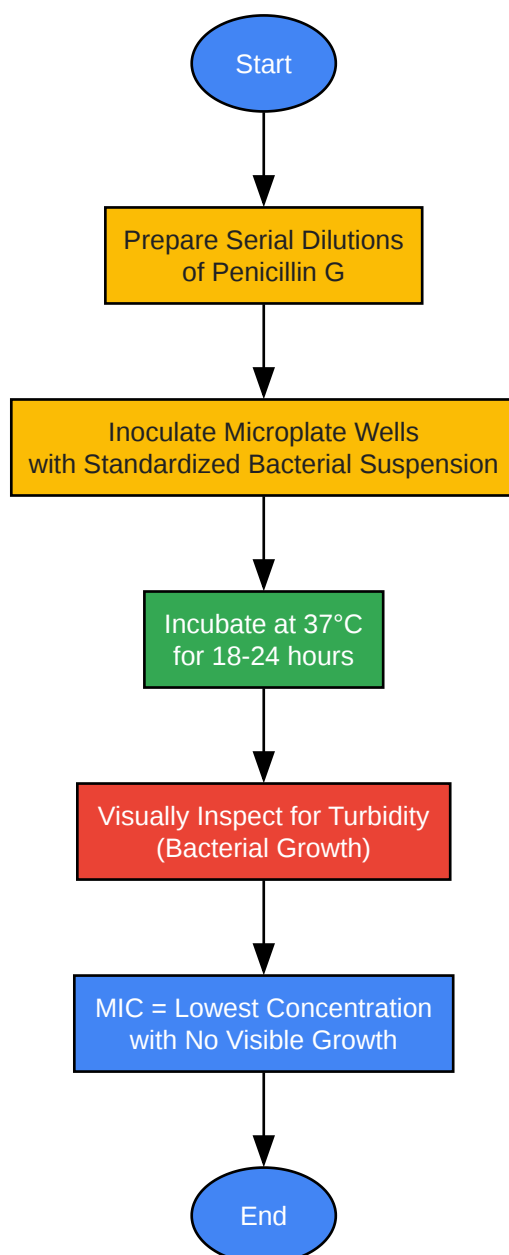 Start
Prepare Serial Dilutions
of Penicillin G
Inoculate Microplate Wells
with Standardized Bacterial Suspension
Incubate at 37°C
for 18-24 hours
Visually Inspect for Turbidity
(Bacterial Growth)
MIC = Lowest Concentration
with No Visible Growth
End